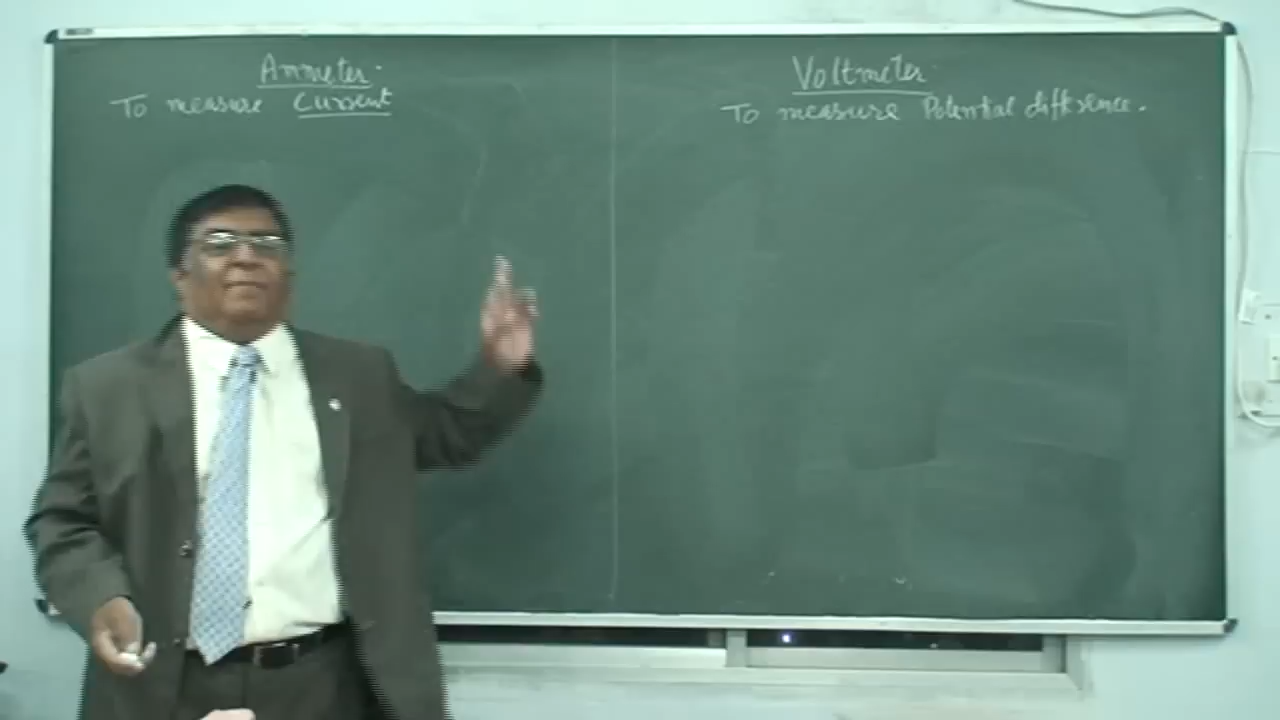 Ammeter.
To measure Current
Voltmeter.
To measure Potential difference.